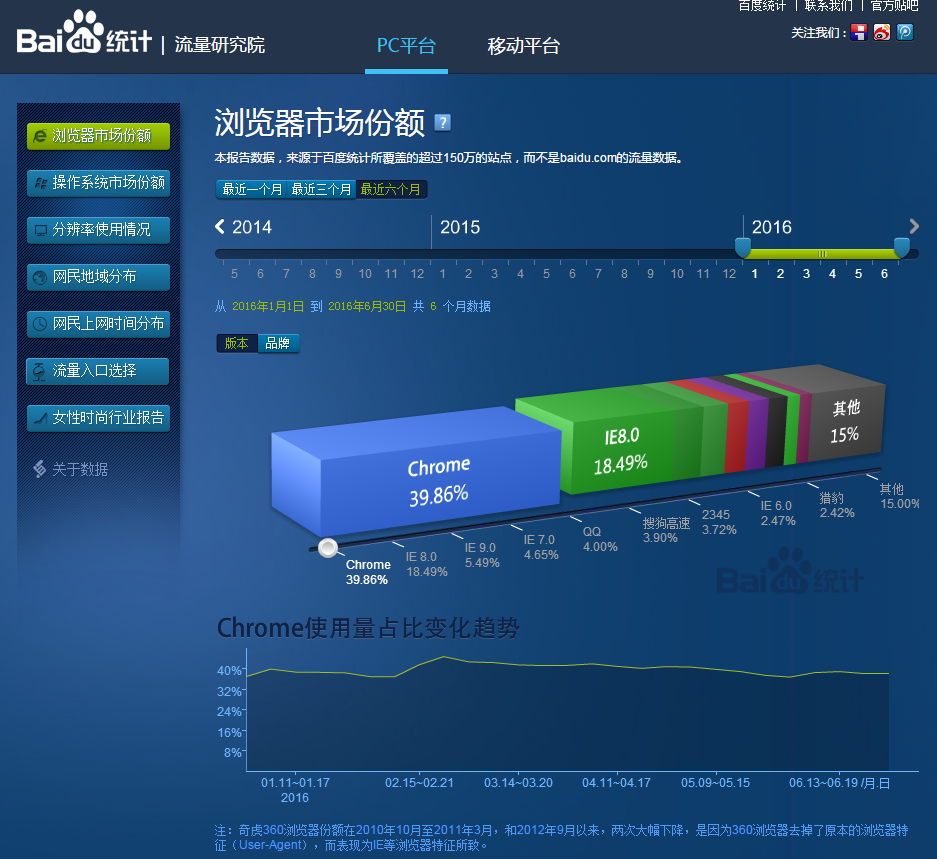 百度统计 | 联系我们 | 官方贴吧
Baidu统计 | 流量研究院
PC平台
移动平台
关注我们：
浏览器市场份额
操作系统市场份额
分辨率使用情况
网民地域分布
网民上网时间分布
流量入口选择
女性时尚行业报告
关于数据
浏览器市场份额 ?
本报告数据，来源于百度统计所覆盖的超过150万的站点，而不是baidu.com的流量数据。
最近一个月 最近三个月 最近六个月
2014 2015 2016
5 6 7 8 9 10 11 12 1 2 3 4 5 6 7 8 9 10 11 12 1 2 3 4 5 6
从 2016年1月1日 到 2016年6月30日 共 6 个月数据
版本 品牌
Chrome
39.86%
IE8.0
18.49%
其他
15%
Chrome
39.86%
IE 8.0
18.49%
IE 9.0
5.49%
IE 7.0
4.65%
QQ
4.00%
搜狗高速
3.90%
2345
3.72%
IE 6.0
2.47%
猎豹
2.42%
其他
15.00%
Baidu统计
Chrome使用量占比变化趋势
40%
32%
24%
16%
8%
01.11~01.17 02.15~02.21 03.14~03.20 04.11~04.17 05.09~05.15 06.13~06.19 /月.日
2016
注：奇虎360浏览器份额在2010年10月至2011年3月，和2012年9月以来，两次大幅下降，是因为360浏览器去掉了原本的浏览器特
征（User-Agent），而表现为IE等浏览器特征所致。